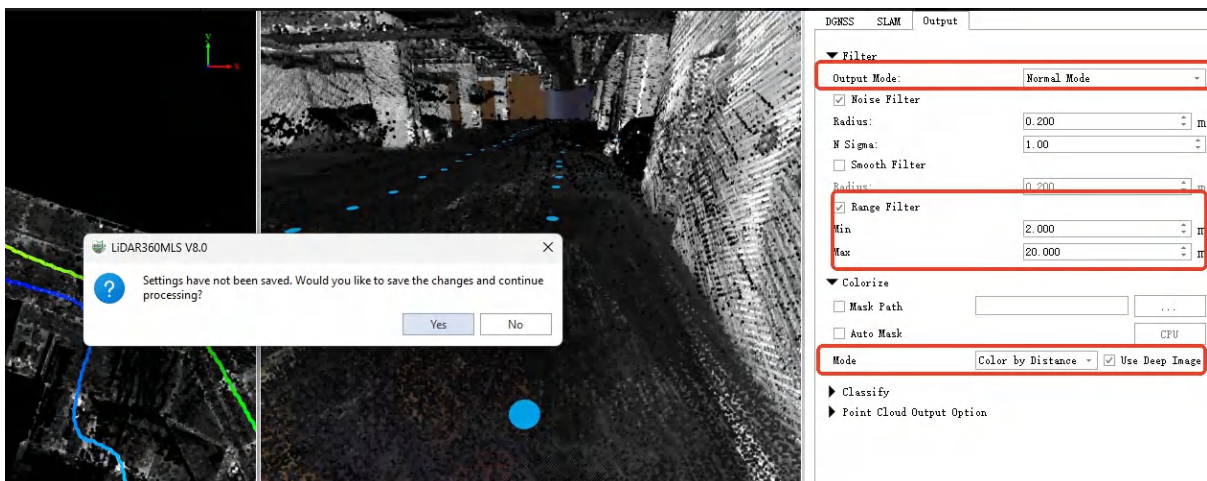 Y
X
LiDAR360MLS V8.0
Settings have not been saved. Would you like to save the changes and continue
processing?
Yes No
DGNSS SLAM Output
Filter
Output Mode: Normal Mode
Noise Filter
Radius: 0.200 m
N Sigma: 1.00
Smooth Filter
Radius: 0.200 m
Range Filter
Min 2.000 m
Max 20.000 m
Colorize
Mask Path ...
Auto Mask CPU
Mode Color by Distance Use Deep Image
Classify
Point Cloud Output Option